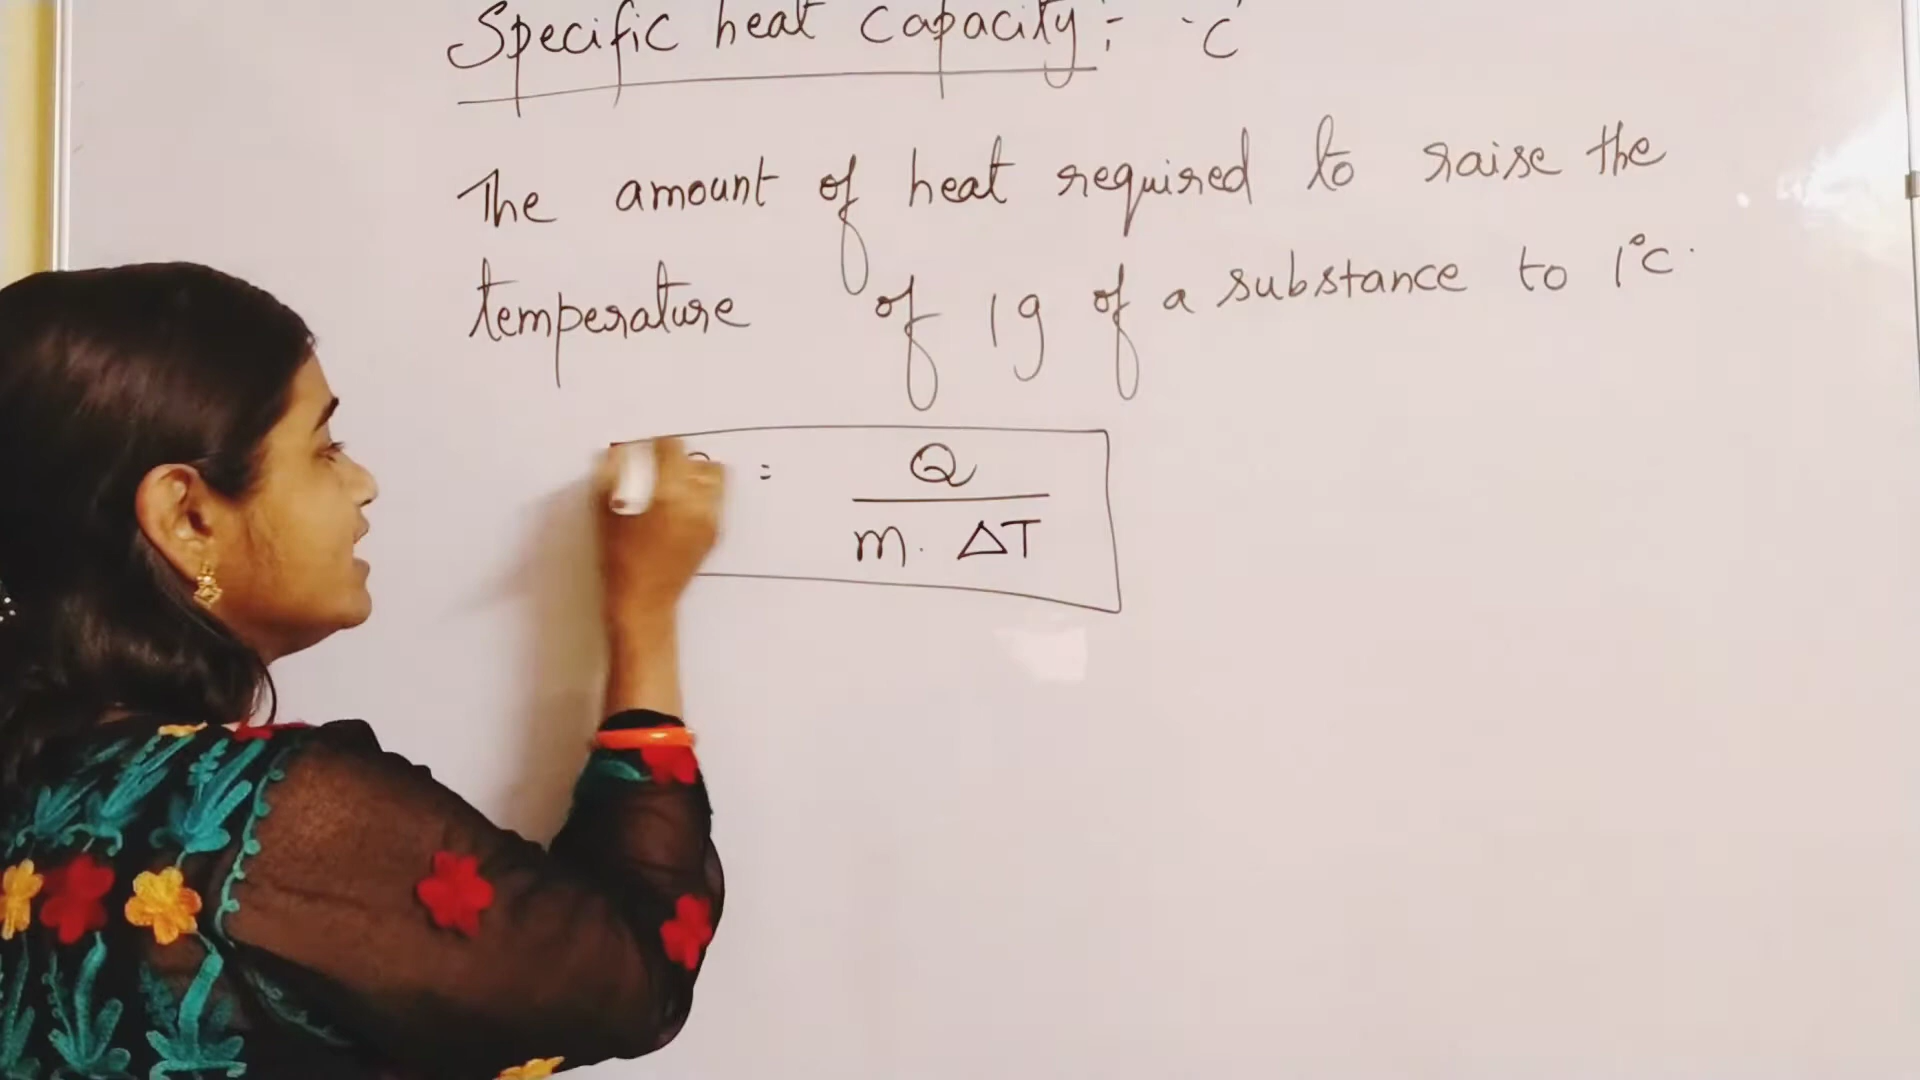 Specific heat capacity :- 'C'
The amount of heat required to raise the
temperature of 1g of a substance to 1°C.
= Q
m. ΔT